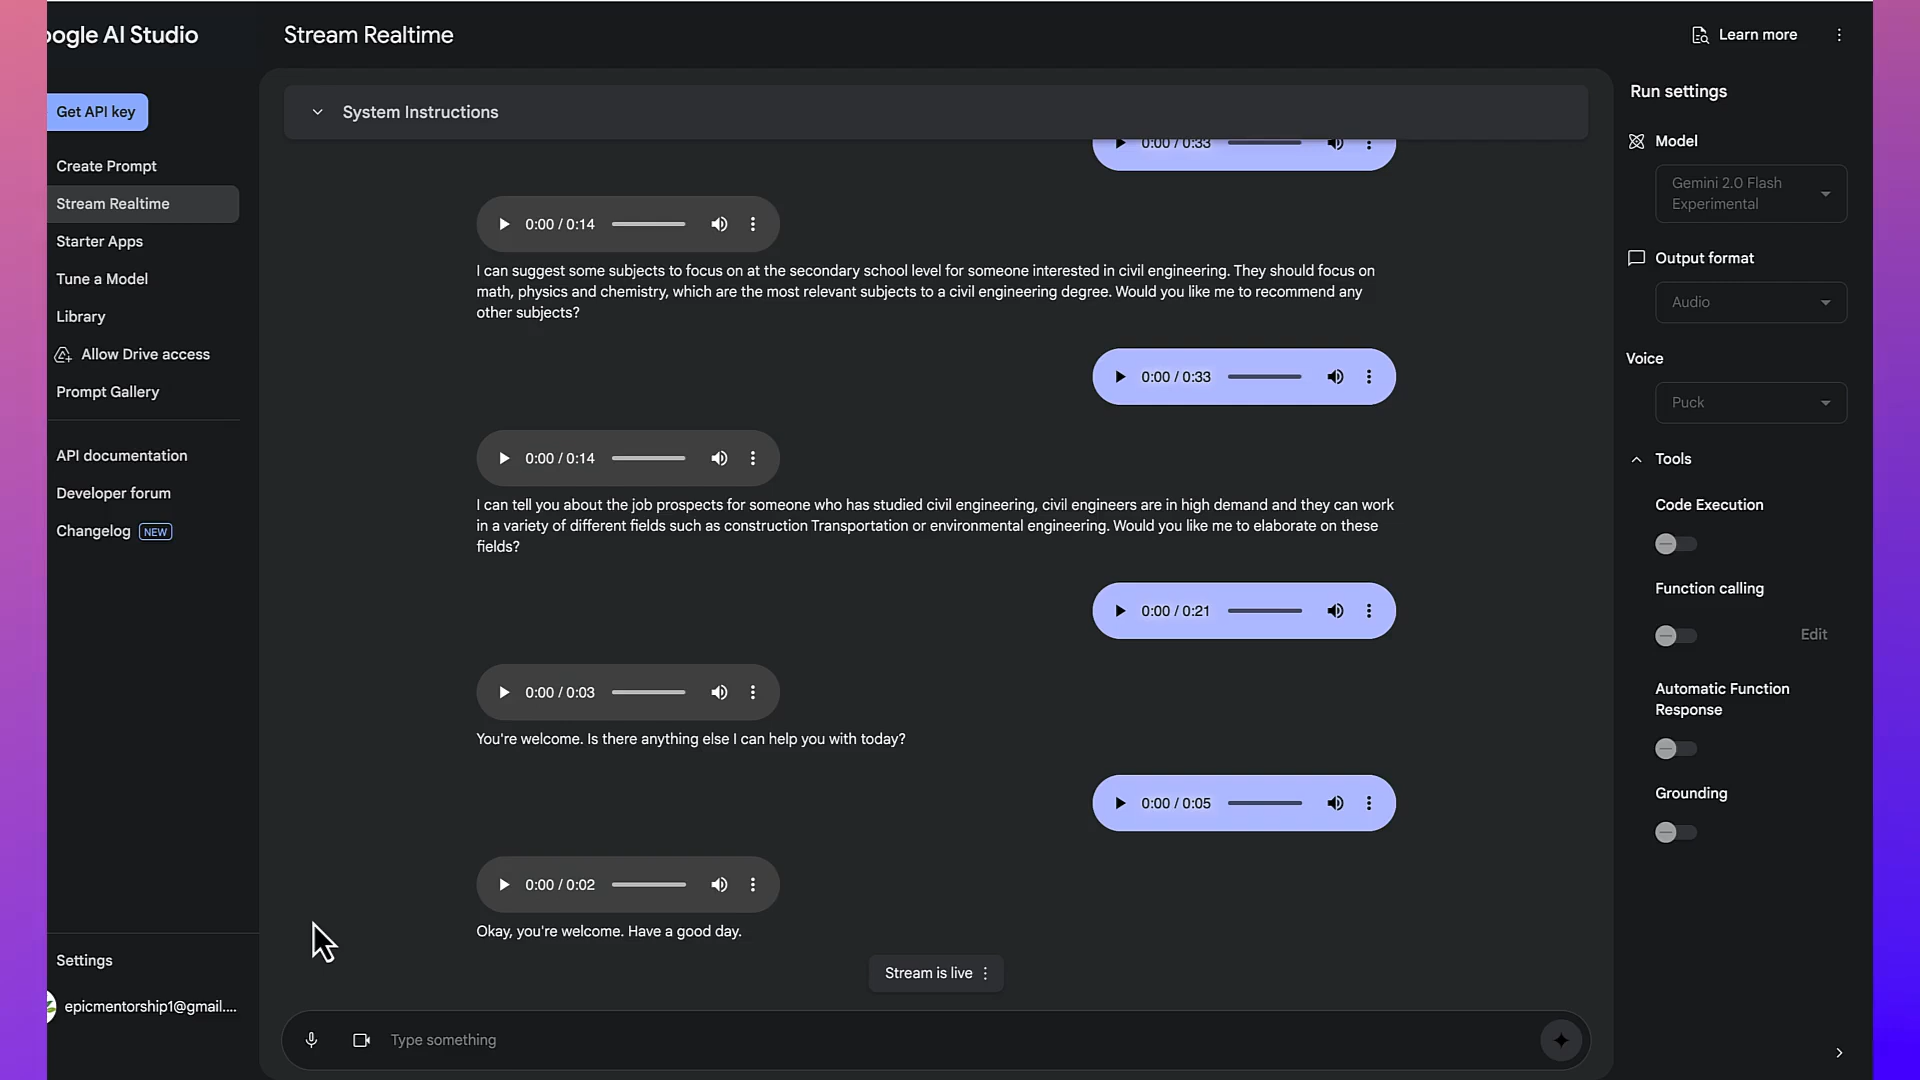 oogle AI Studio
Stream Realtime
Learn more
Get API key
Create Prompt
Stream Realtime
Starter Apps
Tune a Model
Library
Allow Drive access
Prompt Gallery
API documentation
Developer forum
Changelog NEW
Settings
epicmentorship1@gmail....
System Instructions
0:00 / 0:33
0:00 / 0:14
I can suggest some subjects to focus on at the secondary school level for someone interested in civil engineering. They should focus on
math, physics and chemistry, which are the most relevant subjects to a civil engineering degree. Would you like me to recommend any
other subjects?
0:00 / 0:33
0:00 / 0:14
I can tell you about the job prospects for someone who has studied civil engineering, civil engineers are in high demand and they can work
in a variety of different fields such as construction Transportation or environmental engineering. Would you like me to elaborate on these
fields?
0:00 / 0:21
0:00 / 0:03
You're welcome. Is there anything else I can help you with today?
0:00 / 0:05
0:00 / 0:02
Okay, you're welcome. Have a good day.
Stream is live
Type something
Run settings
Model
Gemini 2.0 Flash
Experimental
Output format
Audio
Voice
Puck
Tools
Code Execution
Function calling
Edit
Automatic Function
Response
Grounding